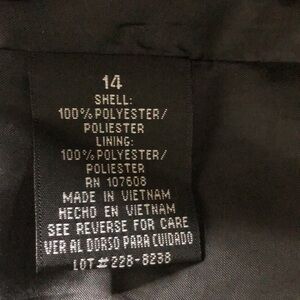 14
SHELL:
100% POLYESTER/
POLIESTER
LINING:
100% POLYESTER/
POLIESTER
RN 107608
MADE IN VIETNAM
HECHO EN VIETNAM
SEE REVERSE FOR CARE
VER AL DORSO PARA CUIDADO
LOT#228-8238